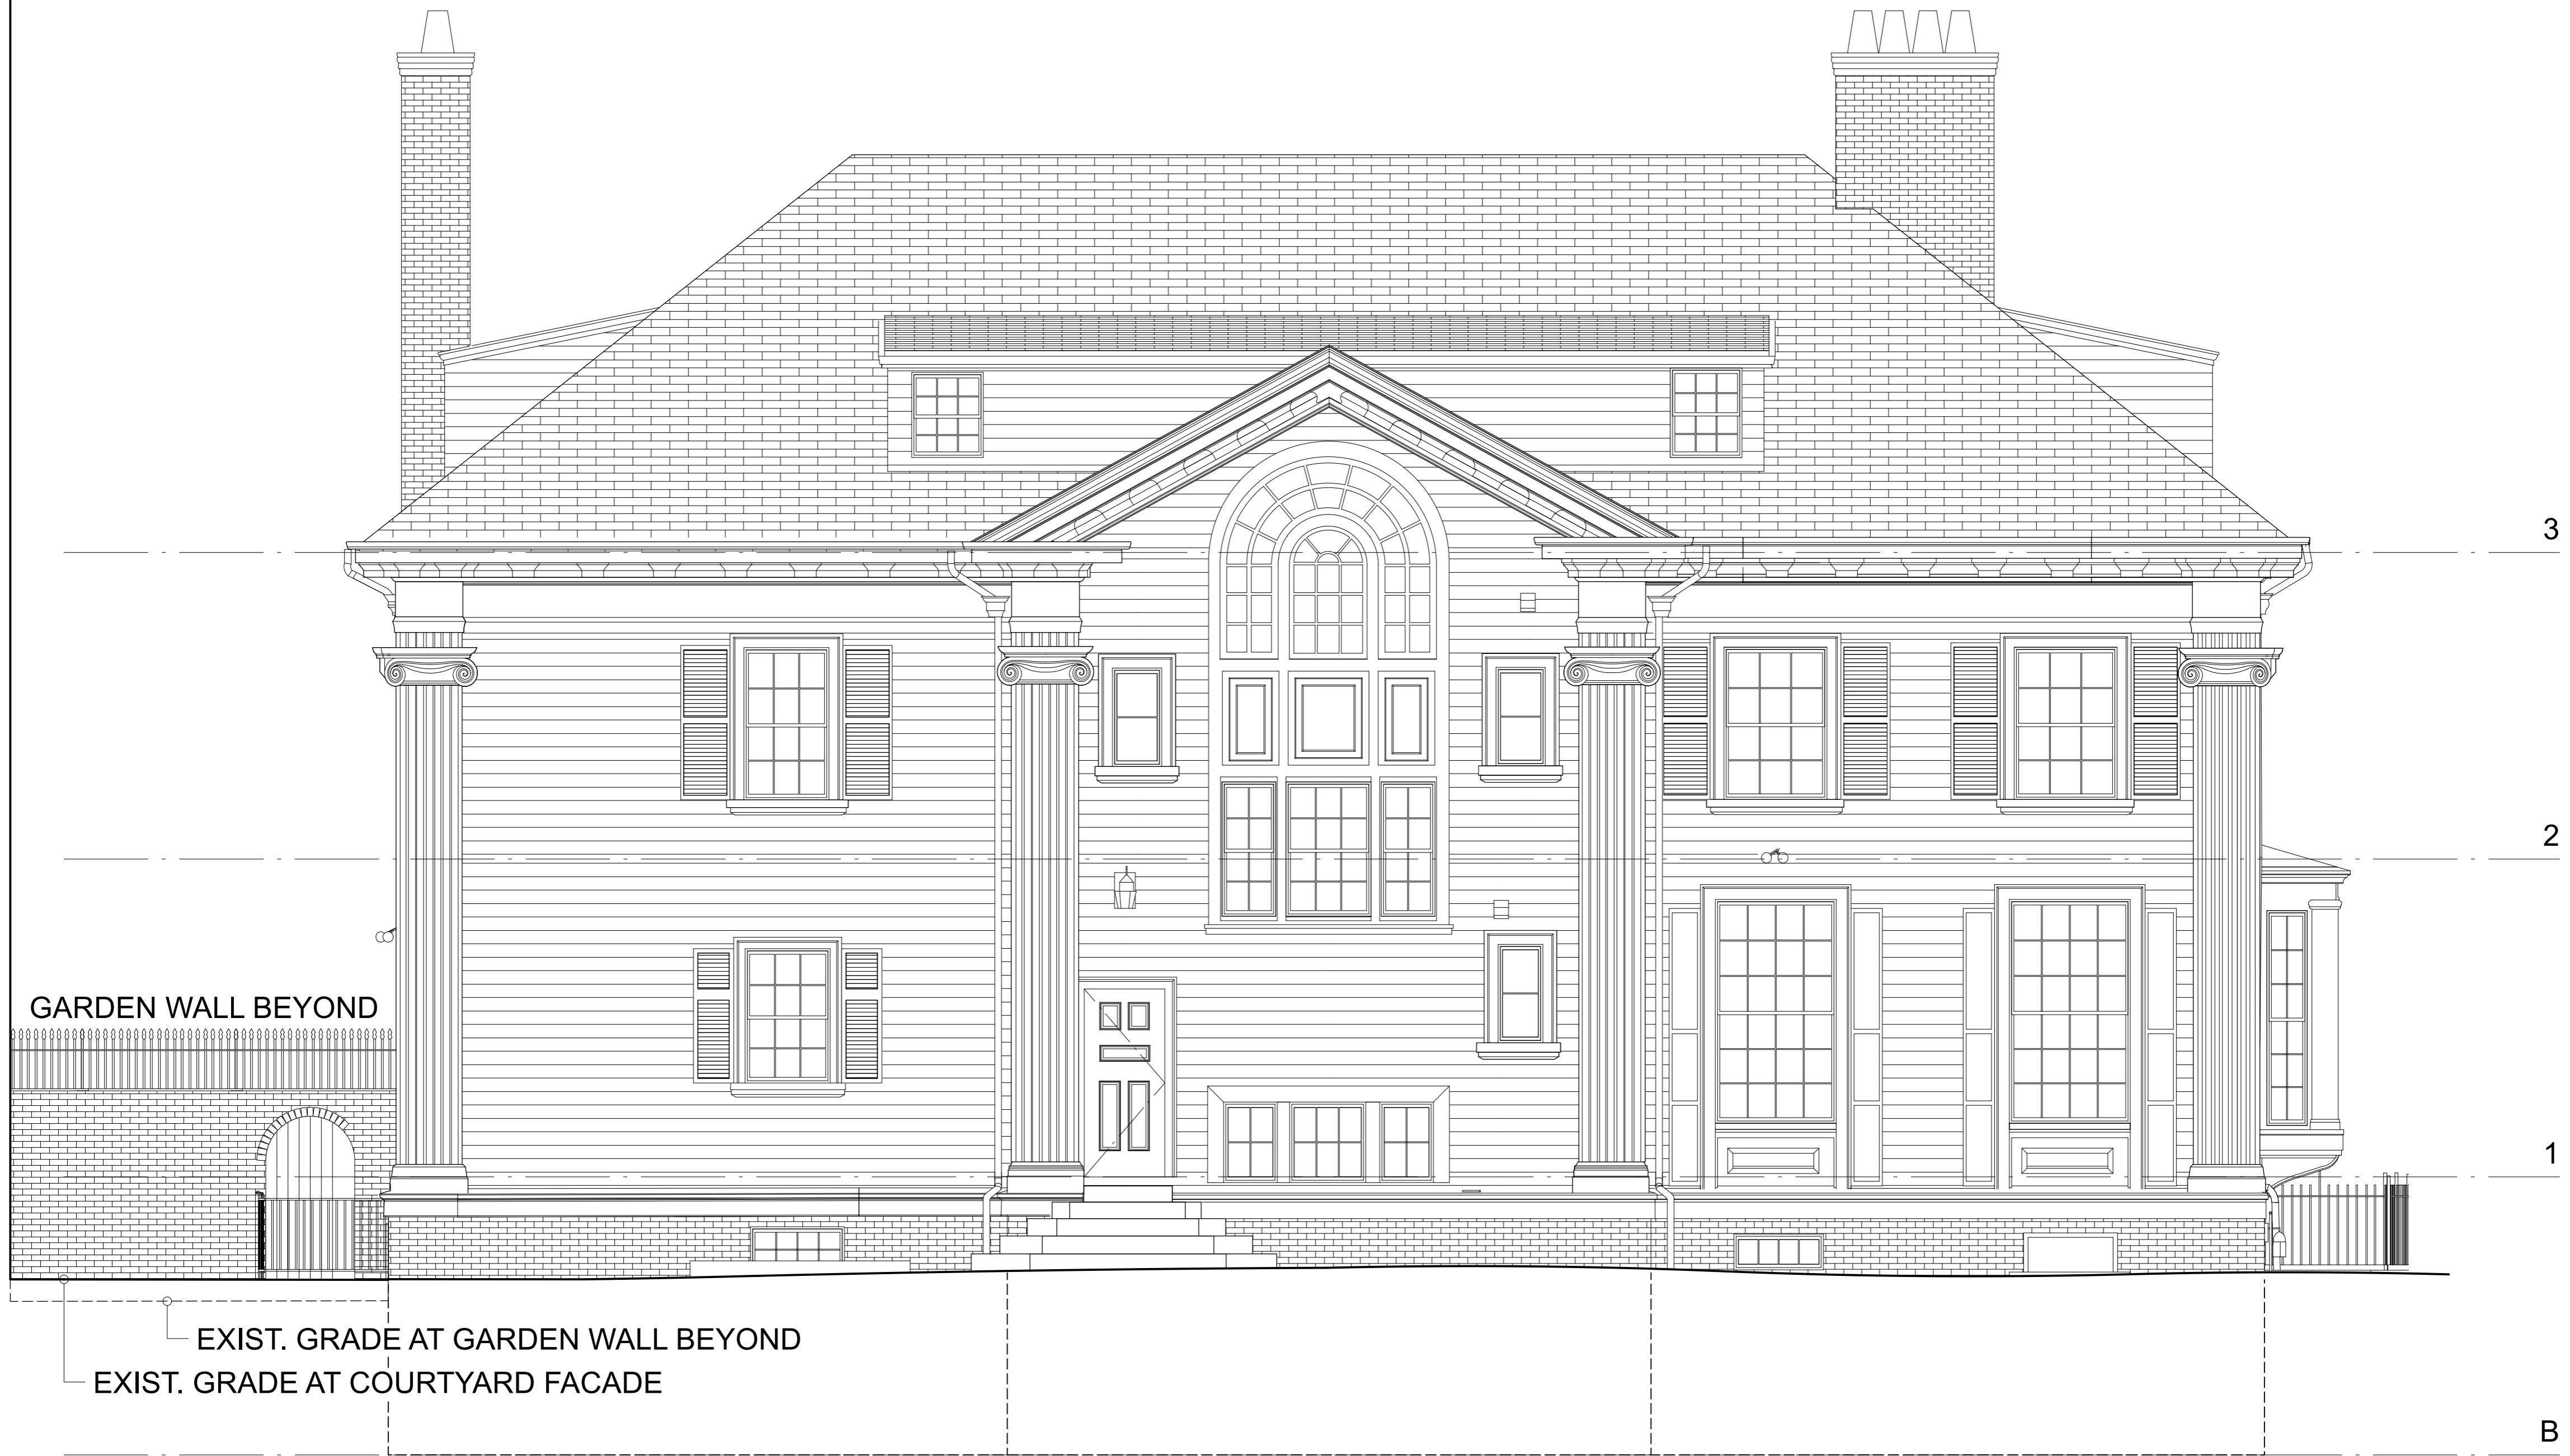 3
2
GARDEN WALL BEYOND
1
EXIST. GRADE AT GARDEN WALL BEYOND
EXIST. GRADE AT COURTYARD FACADE
B